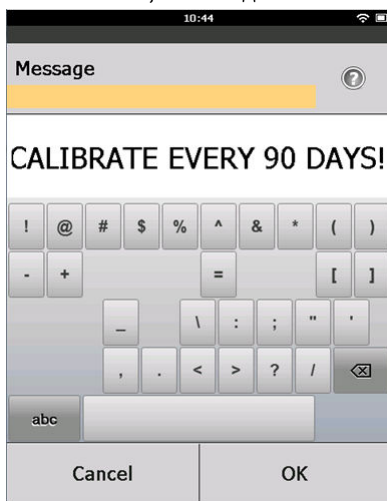 10:44
Message
?
CALIBRATE EVERY 90 DAYS!
! @ # $ % ^ & * ( )
- + = [ ]
_ \ : ; " '
, . < > ? /
abc
Cancel OK